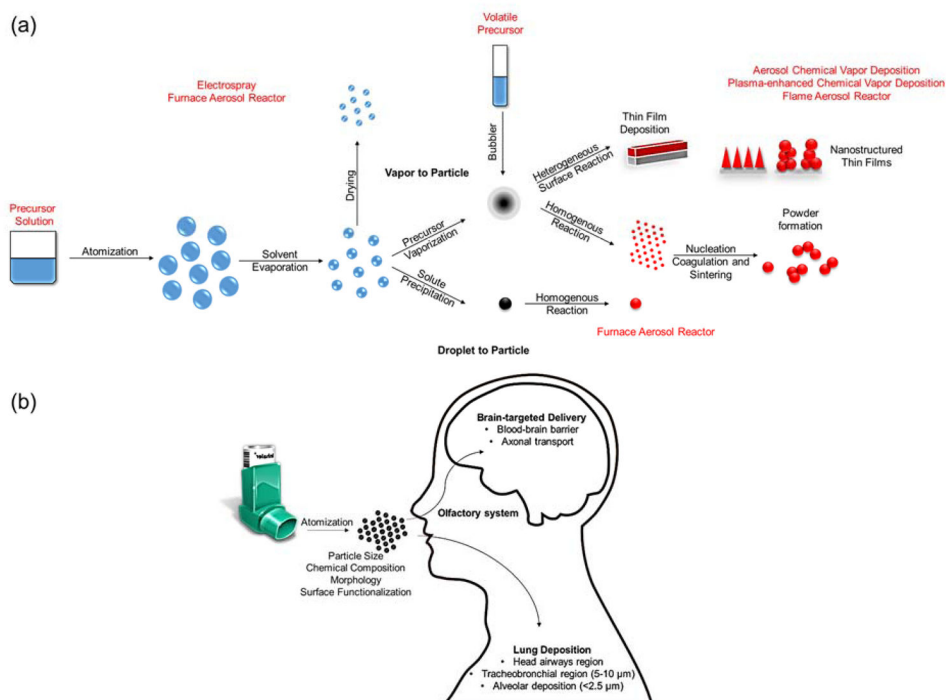 (a)
Volatile
Precursor
Electrospray
Furnace Aerosol Reactor
Aerosol Chemical Vapor Deposition
Plasma-enhanced Chemical Vapor Deposition
Flame Aerosol Reactor
Bubbler
Thin Film
Deposition
Heterogeneous
Surface Reaction
Nanostructured
Thin Films
Drying
Vapor to Particle
Precursor
Solution
Atomization
Solvent
Evaporation
Precursor
Vaporization
Homogenous
Reaction
Nucleation
Coagulation and
Sintering
Powder
formation
Solute
Precipitation
Homogenous
Reaction
Furnace Aerosol Reactor
Droplet to Particle
(b)
Brain-targeted Delivery
• Blood-brain barrier
• Axonal transport
Olfactory system
Atomization
Particle Size
Chemical Composition
Morphology
Surface Functionalization
Lung Deposition
• Head airways region
• Tracheobronchial region (5-10 μm)
• Alveolar deposition (<2.5 μm)